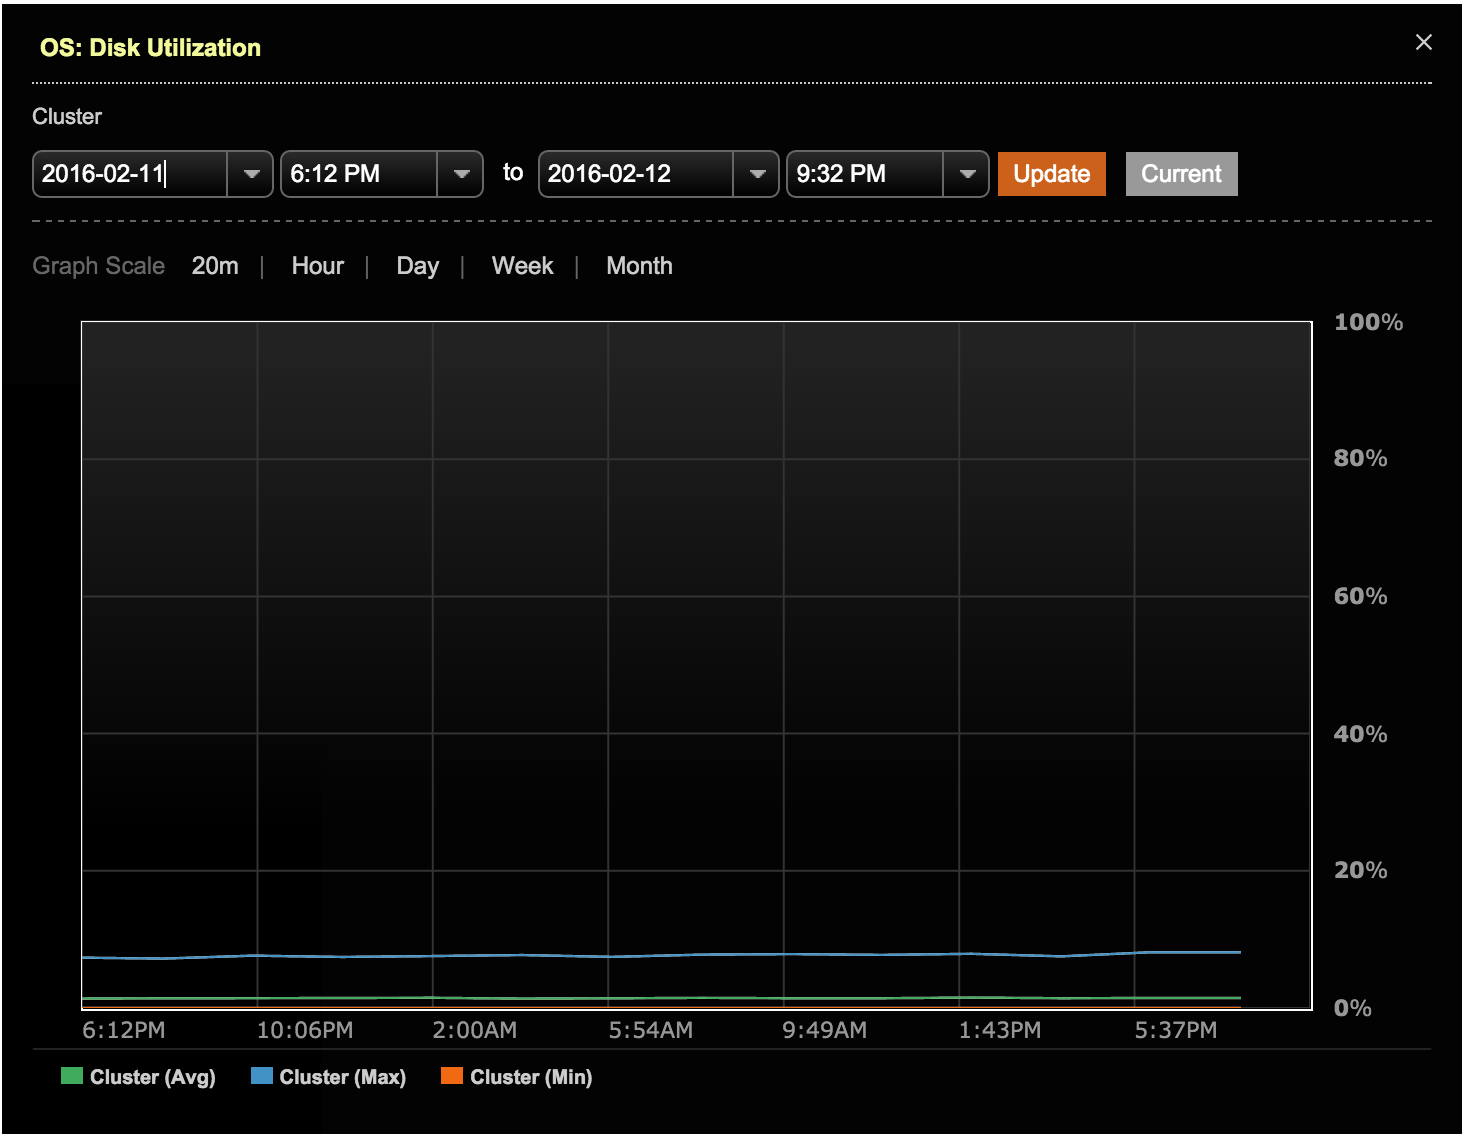 OS: Disk Utilization
Cluster
2016-02-11 6:12 PM to 2016-02-12 9:32 PM Update Current
Graph Scale 20m | Hour | Day | Week | Month
100%
80%
60%
40%
20%
0%
6:12PM 10:06PM 2:00AM 5:54AM 9:49AM 1:43PM 5:37PM
Cluster (Avg) Cluster (Max) Cluster (Min)